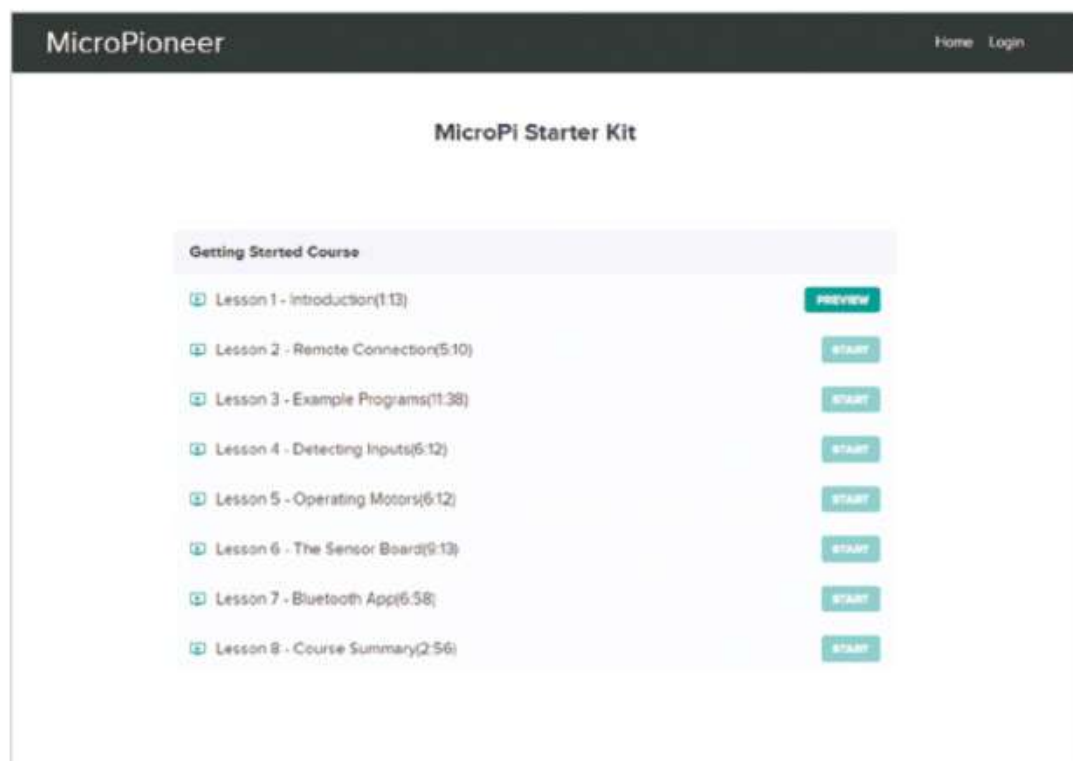 MicroPioneer
Home Login
MicroPi Starter Kit
Getting Started Course
Lesson 1 - Introduction(1:13)
PREVIEW
Lesson 2 - Remote Connection(5:10)
START
Lesson 3 - Example Programs(11:38)
START
Lesson 4 - Detecting Inputs(6:12)
START
Lesson 5 - Operating Motors(6:12)
START
Lesson 6 - The Sensor Board(9:13)
START
Lesson 7 - Bluetooth App(6:58)
START
Lesson 8 - Course Summary(2:56)
START